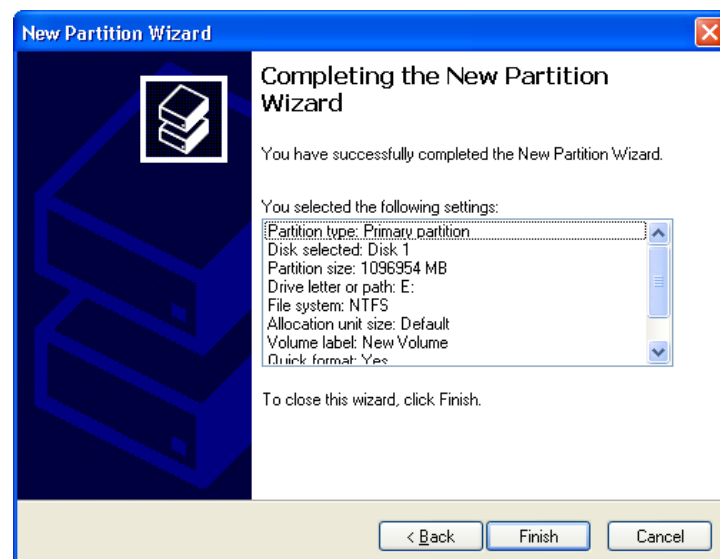 New Partition Wizard
Completing the New Partition
Wizard
You have successfully completed the New Partition Wizard.
You selected the following settings:
Partition type: Primary partition
Disk selected: Disk 1
Partition size: 1096954 MB
Drive letter or path: E:
File system: NTFS
Allocation unit size: Default
Volume label: New Volume
Quick format: Yes
To close this wizard, click Finish.
< Back
Finish
Cancel